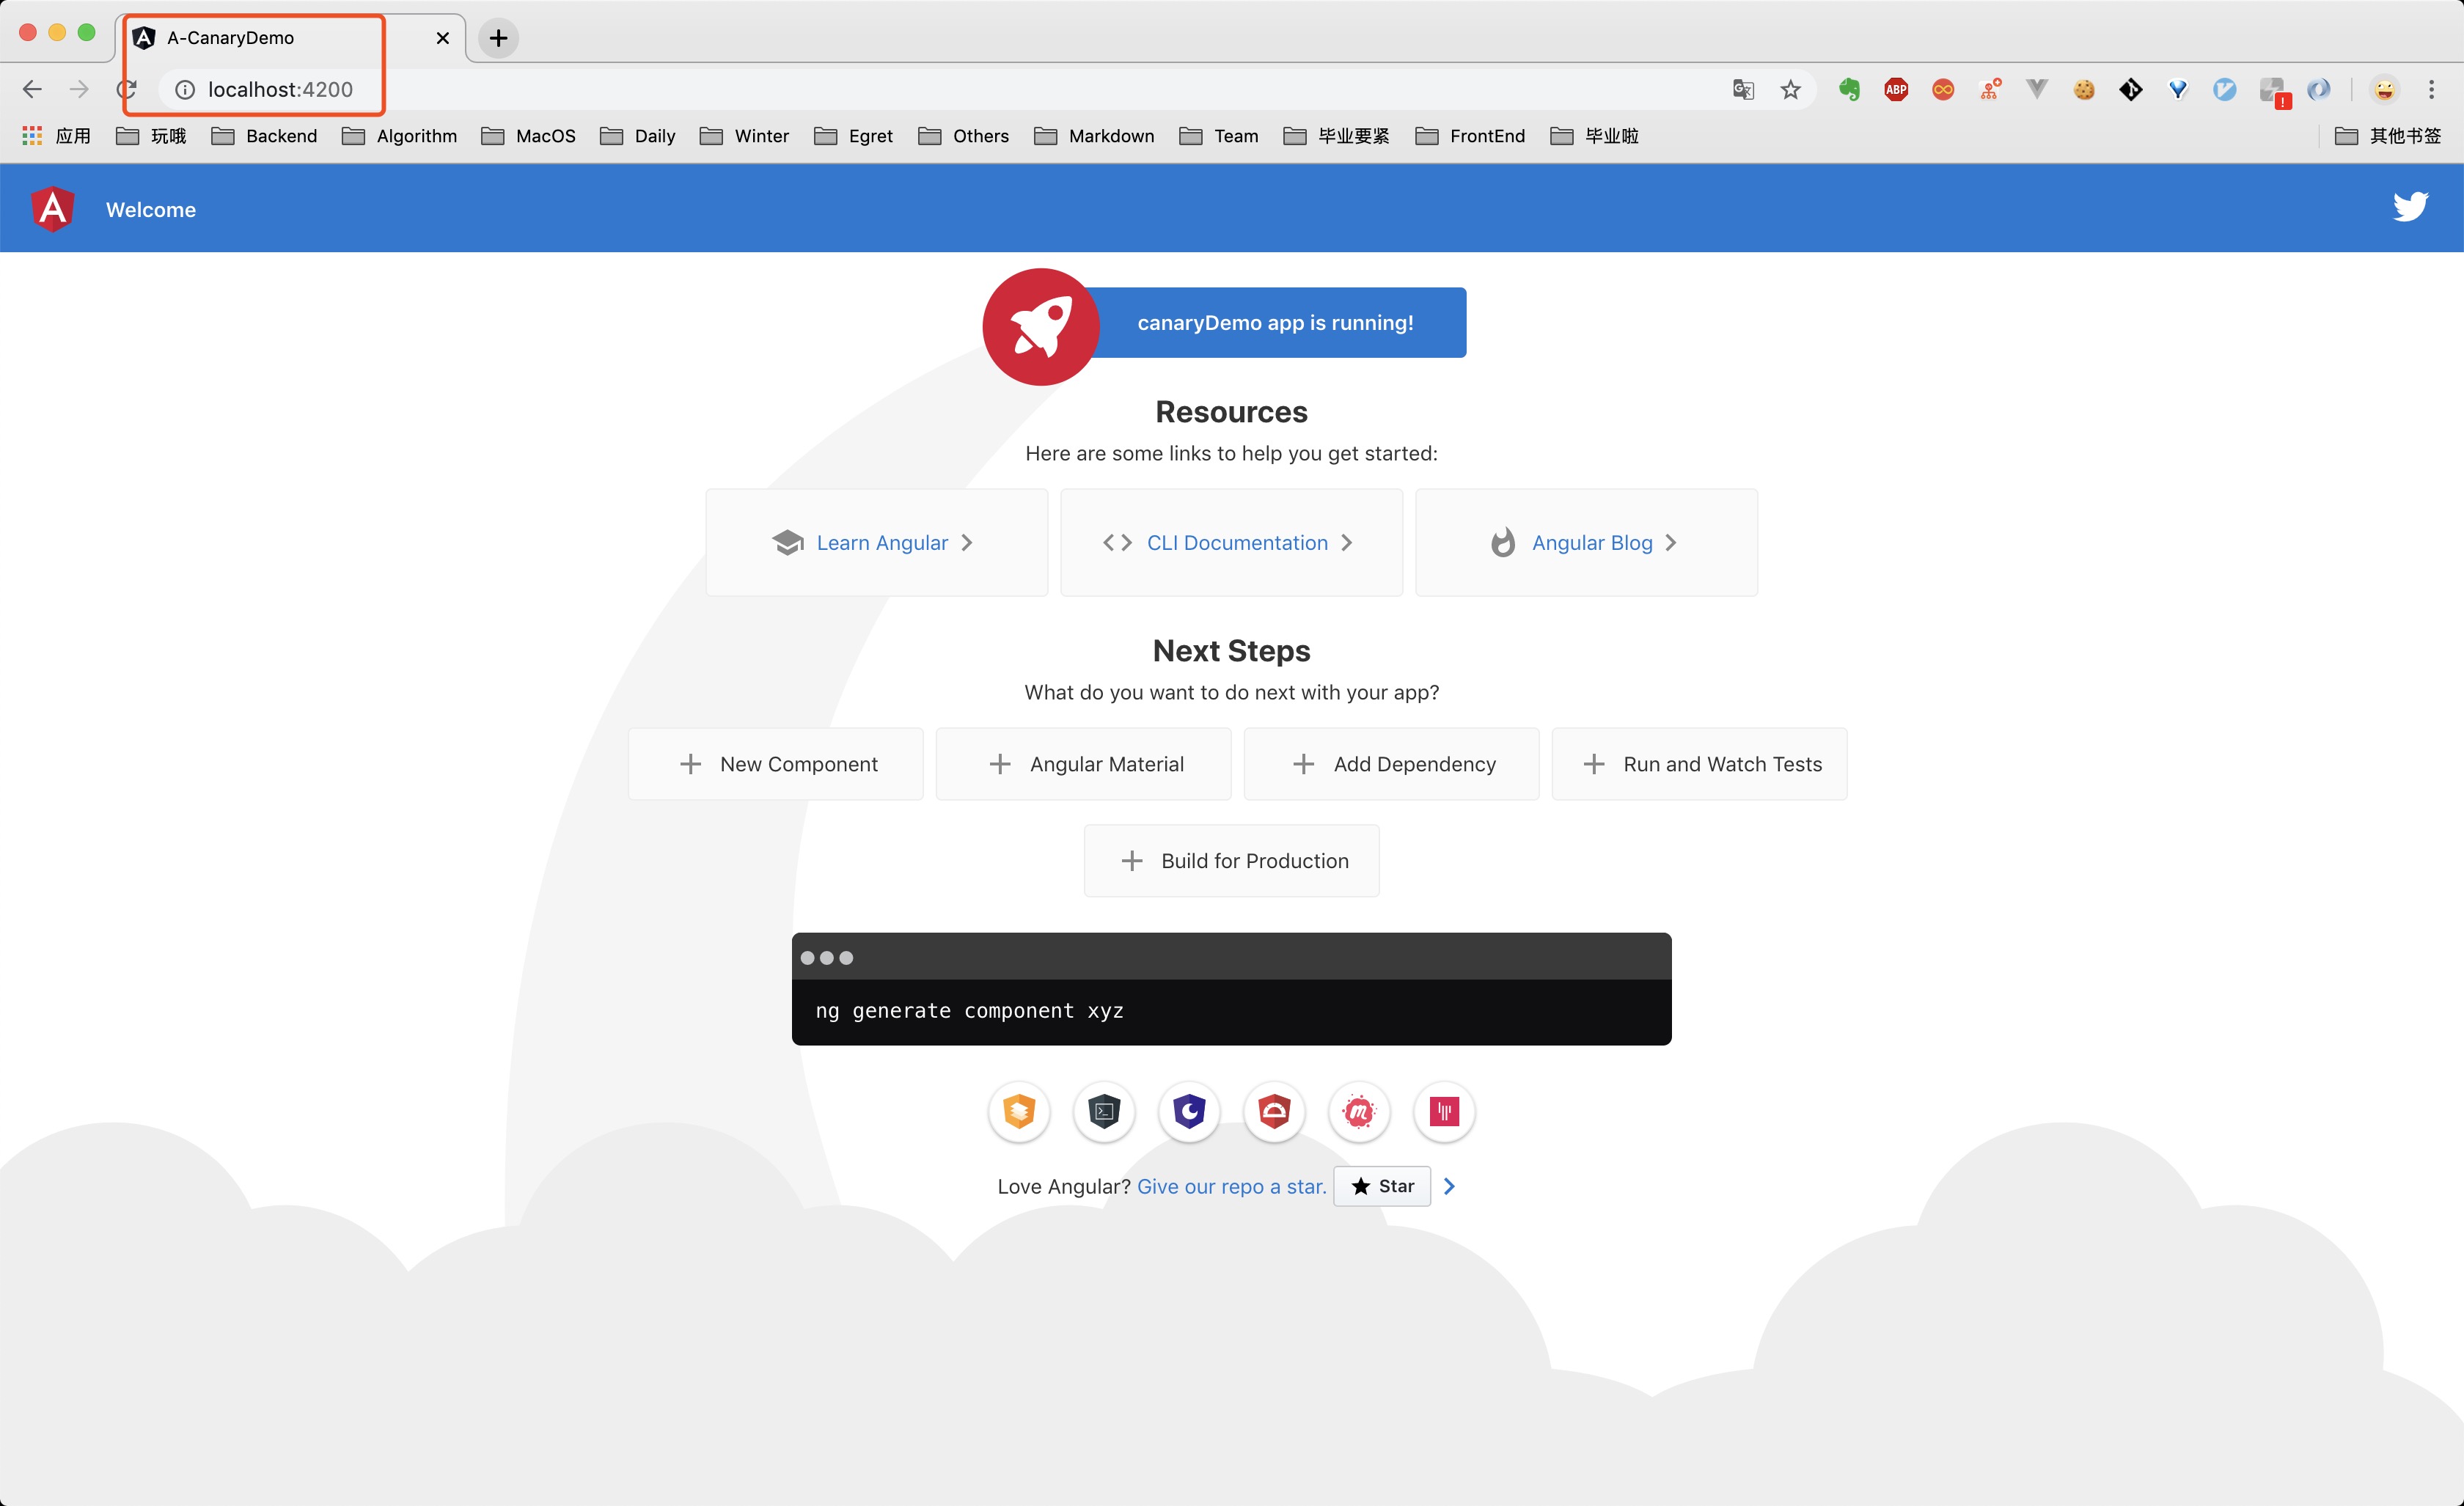 A-CanaryDemo
localhost:4200
ABP
应用 玩哦 Backend Algorithm MacOS Daily Winter Egret Others Markdown Team 毕业要紧 FrontEnd 毕业啦 其他书签
Welcome
canaryDemo app is running!
Resources
Here are some links to help you get started:
Learn Angular CLI Documentation Angular Blog
Next Steps
What do you want to do next with your app?
New Component Angular Material Add Dependency Run and Watch Tests
Build for Production
ng generate component xyz
Love Angular? Give our repo a star. Star